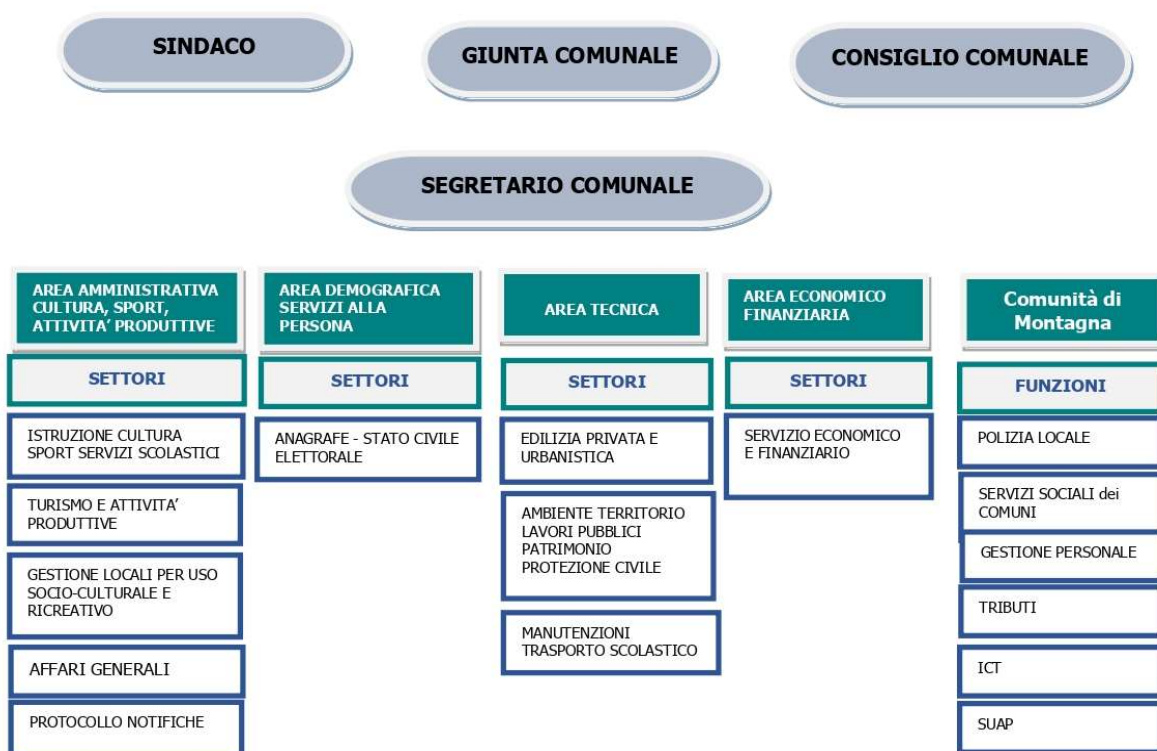 SINDACO
GIUNTA COMUNALE
CONSIGLIO COMUNALE
SEGRETARIO COMUNALE
AREA AMMINISTRATIVA
CULTURA, SPORT,
ATTIVITA’ PRODUTTIVE
SETTORI
ISTRUZIONE CULTURA
SPORT SERVIZI SCOLASTICI
TURISMO E ATTIVITA’
PRODUTTIVE
GESTIONE LOCALI PER USO
SOCIO-CULTURALE E
RICREATIVO
AFFARI GENERALI
PROTOCOLLO NOTIFICHE
AREA DEMOGRAFICA
SERVIZI ALLA
PERSONA
SETTORI
ANAGRAFE - STATO CIVILE
ELETTORALE
AREA TECNICA
SETTORI
EDILIZIA PRIVATA E
URBANISTICA
AMBIENTE TERRITORIO
LAVORI PUBBLICI
PATRIMONIO
PROTEZIONE CIVILE
MANUTENZIONI
TRASPORTO SCOLASTICO
AREA ECONOMICO
FINANZIARIA
SETTORI
SERVIZIO ECONOMICO
E FINANZIARIO
Comunità di
Montagna
FUNZIONI
POLIZIA LOCALE
SERVIZI SOCIALI dei
COMUNI
GESTIONE PERSONALE
TRIBUTI
ICT
SUAP